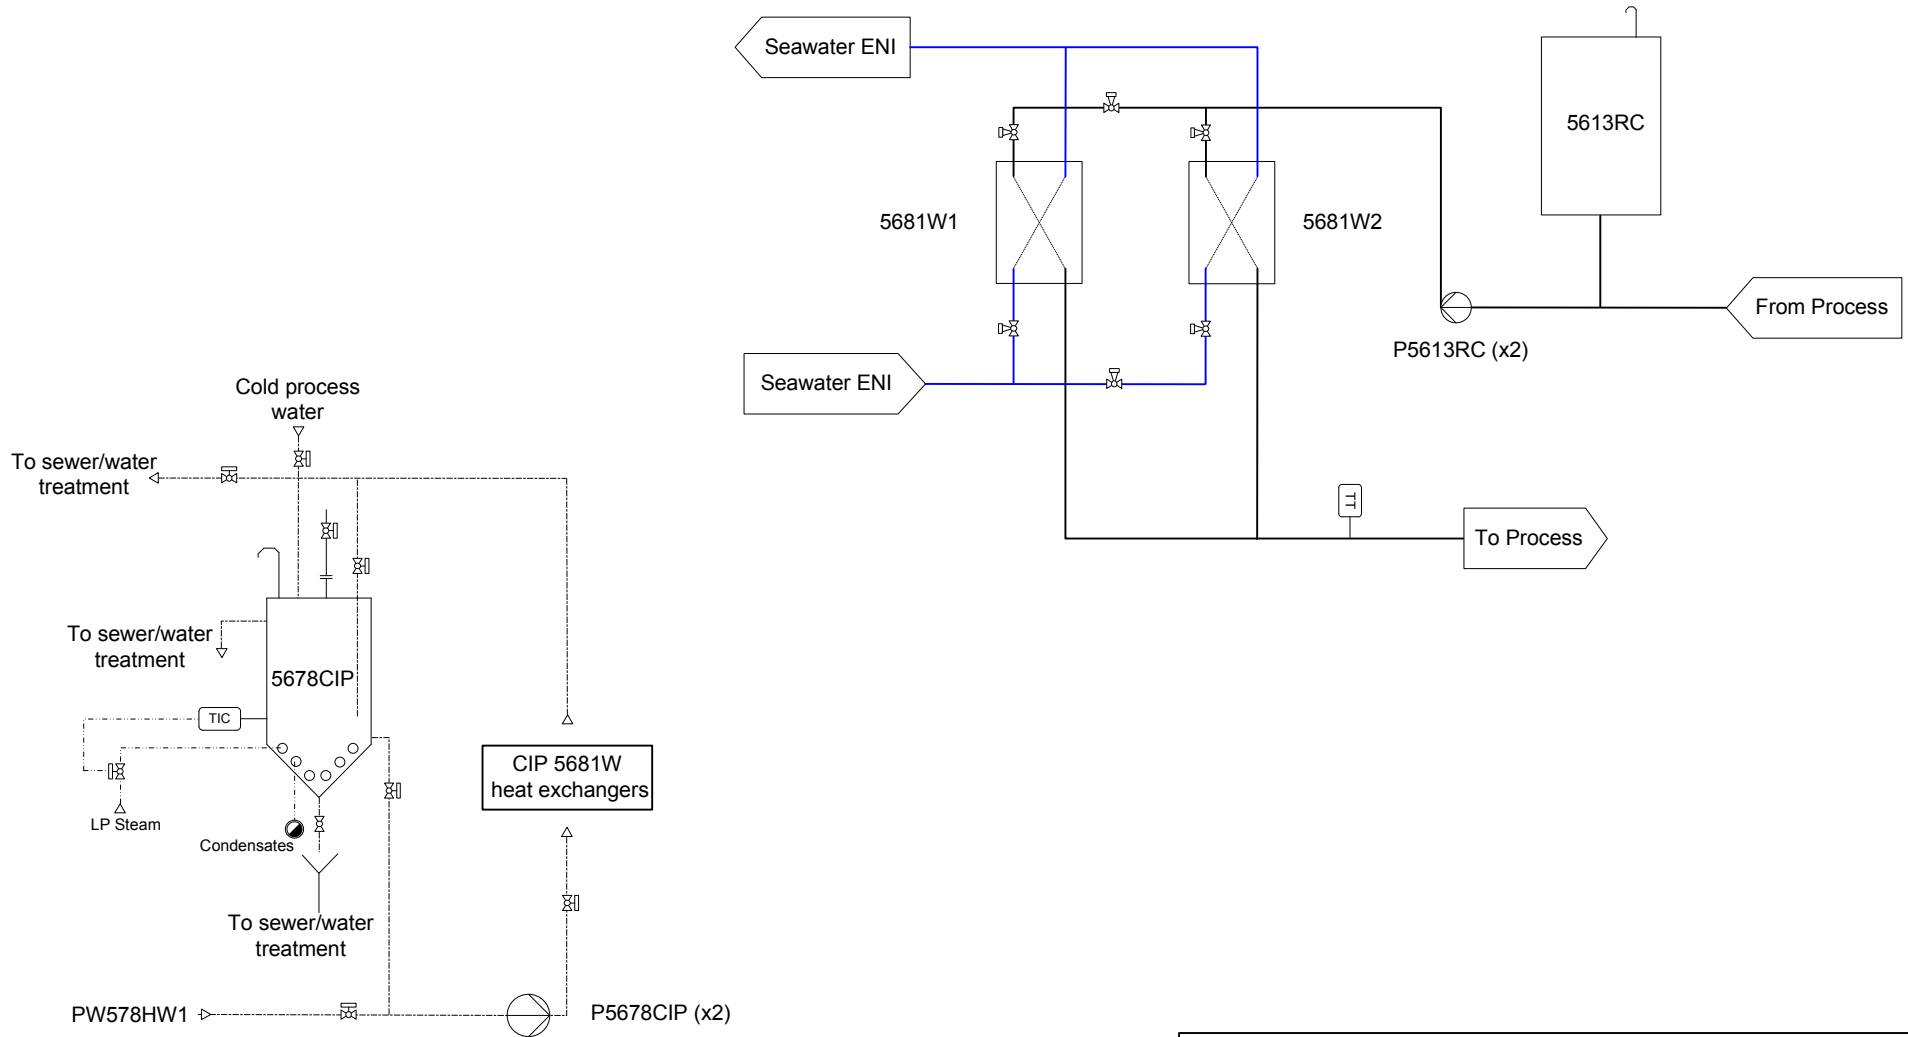 Seawater ENI
5613RC
5681W1
5681W2
From Process
P5613RC (x2)
Seawater ENI
Cold process
water
To sewer/water
treatment
TT
To Process
To sewer/water
treatment
5678CIP
TIC
CIP 5681W
heat exchangers
LP Steam
Condensates
To sewer/water
treatment
PW578HW1
P5678CIP (x2)